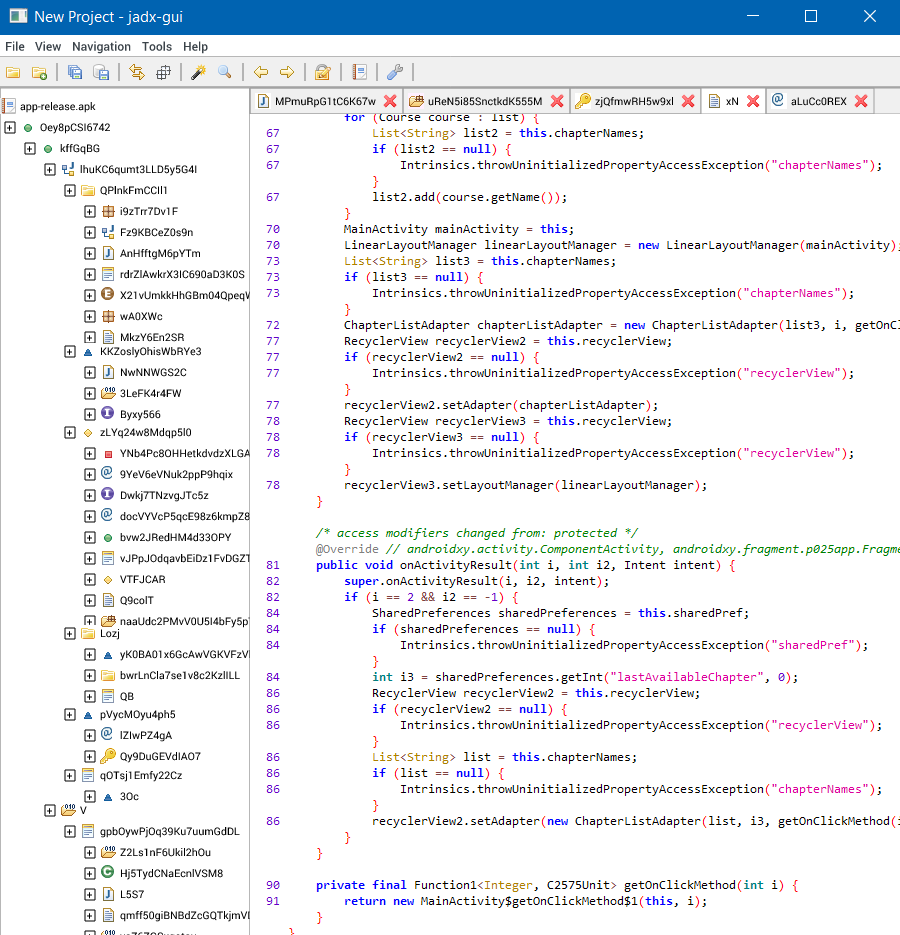 New Project - jadx-gui
File View Navigation Tools Help
app-release.apk
Oey8pCSI6742
kffGqBG
IhuKC6qumt3LLD5y5G4I
QPlnkFmCCIl1
i9zTrr7Dv1F
Fz9KBCeZ0s9n
AnHfftgM6pYTm
rdrZlAwkrX3IC690aD3K0S
X21vUmkkHhGBm04QpeqW
wA0XWc
MkzY6En2SR
KKZoslyOhisWbRYe3
NwNNWGS2C
3LeFK4r4FW
Byxy566
zLYq24w8Mdqp5l0
YNb4Pc8OHHetkdvdzXLGA
9YeV6eVNuk2ppP9hqix
Dwkj7TNzvgJTc5z
docVYVcP5qcE98z6kmpZ8
bvw2JRedHM4d33OPY
vJPpJOdqavbEiDz1FvDGZT
VTFJCAR
Q9colT
naaUdc2PMvV0U5I4bFy5p
Lozj
yK0BA01x6GcAwVGKVFzV
bwrLnCla7se1v8c2KzlILL
QB
pVycMOyu4ph5
lZIwPZ4gA
Qy9DuGEVdlAO7
qOTsj1Emfy22Cz
3Oc
V
gpbOywPjOq39Ku7uumGdDL
Z2Ls1nF6Ukil2hOu
Hj5TydCNaEcnlVSM8
L5S7
qmff50giBNBdZcGQTkjmV
MPmuRpG1tC6K67w uReN5i85SnctkdK555M zjQfmwRH5w9xl xN aLuCc0REX
for (Course course : list) {
67 List<String> list2 = this.chapterNames;
67 if (list2 == null) {
67 Intrinsics.throwUninitializedPropertyAccessException("chapterNames");
}
67 list2.add(course.getName());
}
70 MainActivity mainActivity = this;
70 LinearLayoutManager linearLayoutManager = new LinearLayoutManager(mainActivity);
73 List<String> list3 = this.chapterNames;
73 if (list3 == null) {
73 Intrinsics.throwUninitializedPropertyAccessException("chapterNames");
}
72 ChapterListAdapter chapterListAdapter = new ChapterListAdapter(list3, i, getOnCl
77 RecyclerView recyclerView2 = this.recyclerView;
77 if (recyclerView2 == null) {
77 Intrinsics.throwUninitializedPropertyAccessException("recyclerView");
}
77 recyclerView2.setAdapter(chapterListAdapter);
78 RecyclerView recyclerView3 = this.recyclerView;
78 if (recyclerView3 == null) {
78 Intrinsics.throwUninitializedPropertyAccessException("recyclerView");
}
78 recyclerView3.setLayoutManager(linearLayoutManager);
}
/* access modifiers changed from: protected */
@Override // androidxy.activity.ComponentActivity, androidxy.fragment.p025app.Fragme
81 public void onActivityResult(int i, int i2, Intent intent) {
82 super.onActivityResult(i, i2, intent);
82 if (i == 2 && i2 == -1) {
84 SharedPreferences sharedPreferences = this.sharedPref;
84 if (sharedPreferences == null) {
84 Intrinsics.throwUninitializedPropertyAccessException("sharedPref");
}
84 int i3 = sharedPreferences.getInt("lastAvailableChapter", 0);
86 RecyclerView recyclerView2 = this.recyclerView;
86 if (recyclerView2 == null) {
86 Intrinsics.throwUninitializedPropertyAccessException("recyclerView");
}
86 List<String> list = this.chapterNames;
86 if (list == null) {
86 Intrinsics.throwUninitializedPropertyAccessException("chapterNames");
}
86 recyclerView2.setAdapter(new ChapterListAdapter(list, i3, getOnClickMethod(i
}
}
90 private final Function1<Integer, C2575Unit> getOnClickMethod(int i) {
91 return new MainActivity$getOnClickMethod$1(this, i);
}
}